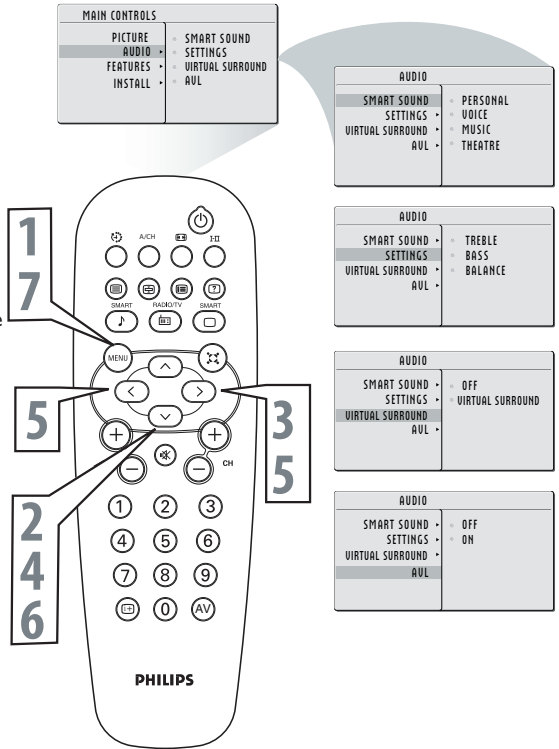 MAIN CONTROLS
PICTURE
AUDIO
FEATURES
INSTALL
SMART SOUND
SETTINGS
VIRTUAL SURROUND
AVL
AUDIO
SMART SOUND
SETTINGS
VIRTUAL SURROUND
AVL
PERSONAL
VOICE
MUSIC
THEATRE
AUDIO
SMART SOUND
SETTINGS
VIRTUAL SURROUND
AVL
TREBLE
BASS
BALANCE
AUDIO
SMART SOUND
SETTINGS
VIRTUAL SURROUND
AVL
OFF
VIRTUAL SURROUND
AUDIO
SMART SOUND
SETTINGS
VIRTUAL SURROUND
AVL
OFF
ON
1
7
e
5
2
4
6
3
5
A/CH
I-II
?
SMART
RADIO/TV
SMART
MENU
+
+
-
-
CH
1
2
3
4
5
6
7
8
9
i+
0
AV
PHILIPS